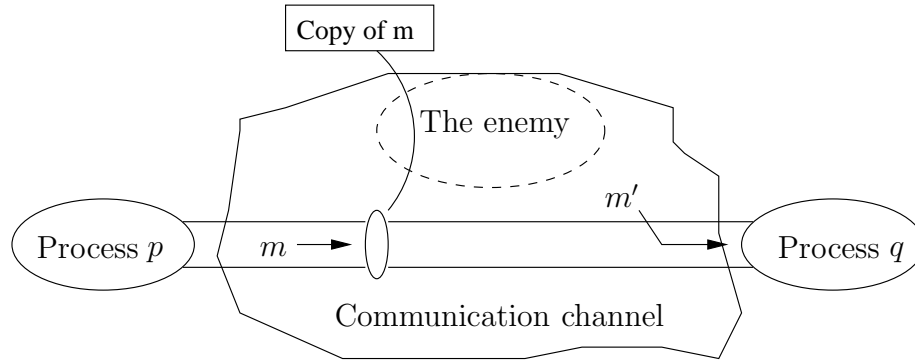 Copy of m
The enemy
m′
Process p
m
Process q
Communication channel